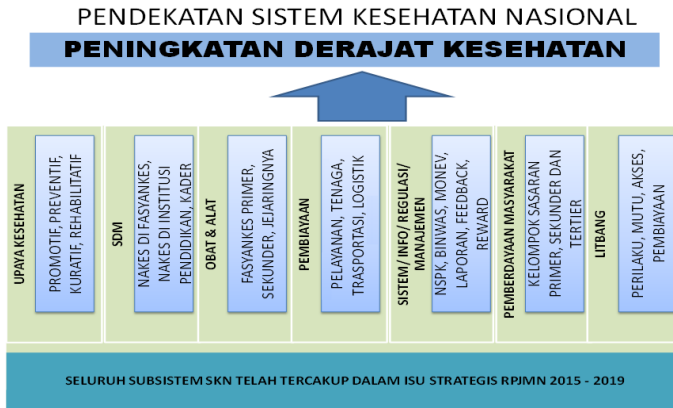 PENDEKATAN SISTEM KESEHATAN NASIONAL
PENINGKATAN DERAJAT KESEHATAN
UPAYA KESEHATAN
PROMOTIF, PREVENTIF,
KURATIF, REHABILITATIF
SDM
NAKES DI FASYANKES,
NAKES DI INSTITUSI
PENDIDIKAN, KADER
OBAT & ALAT
FASYANKES PRIMER,
SEKUNDER, JEJARINGNYA
PEMBIAYAAN
PELAYANAN, TENAGA,
TRASPORTASI, LOGISTIK
SISTEM/ INFO/ REGULASI/
MANAJEMEN
NSPK, BINWAS, MONEV,
LAPORAN, FEEDBACK,
REWARD
PEMBERDAYAAN MASYARAKAT
KELOMPOK SASARAN
PRIMER, SEKUNDER DAN
TERTIER
LITBANG
PERILAKU, MUTU, AKSES,
PEMBIAYAAN
SELURUH SUBSISTEM SKN TELAH TERCAKUP DALAM ISU STRATEGIS RPJMN 2015 - 2019